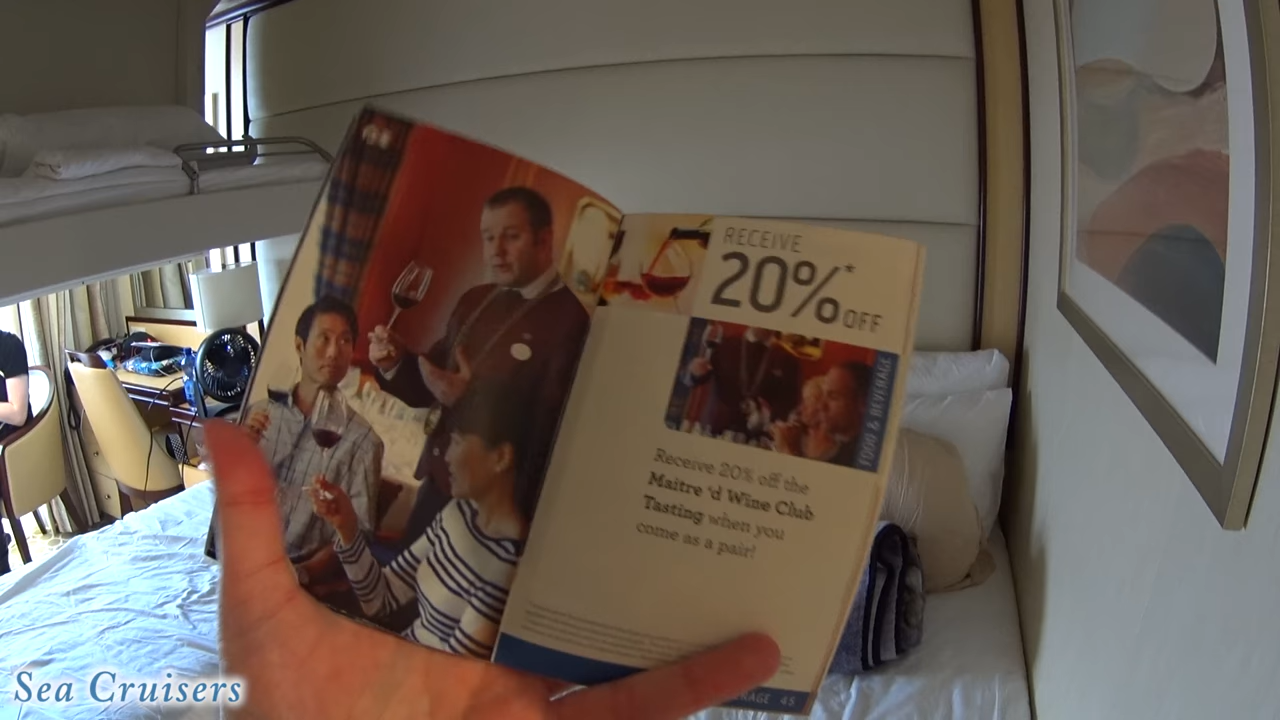 RECEIVE
20%*OFF
FOOD & BEVERAGE
Receive 20% off the
Maitre 'd Wine Club
Tasting when you
come as a pair!
45
Sea Cruisers